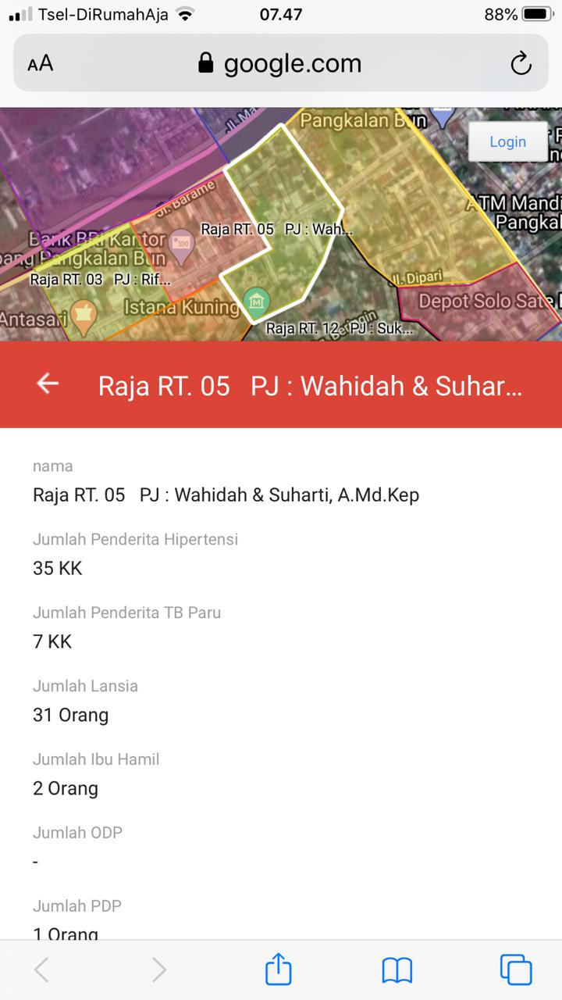 Tsel-DiRumahAja 07.47 88%
AA google.com
Jl. Ma
Pangkalan Bun
Login
Jl. Barame
ATM Mandi
Pangkal
Raja RT. 05 PJ : Wah...
Bank BRI Kantor
ang Pangkalan Bun
Raja RT. 03 PJ : Rif...
Jl. Dipari
Istana Kuning
Depot Solo Sate
Antasari
Raja RT. 12 PJ : Suk...
Beringin
Raja RT. 05 PJ : Wahidah & Suhar...
nama
Raja RT. 05 PJ : Wahidah & Suharti, A.Md.Kep
Jumlah Penderita Hipertensi
35 KK
Jumlah Penderita TB Paru
7 KK
Jumlah Lansia
31 Orang
Jumlah Ibu Hamil
2 Orang
Jumlah ODP
-
Jumlah PDP
1 Orang